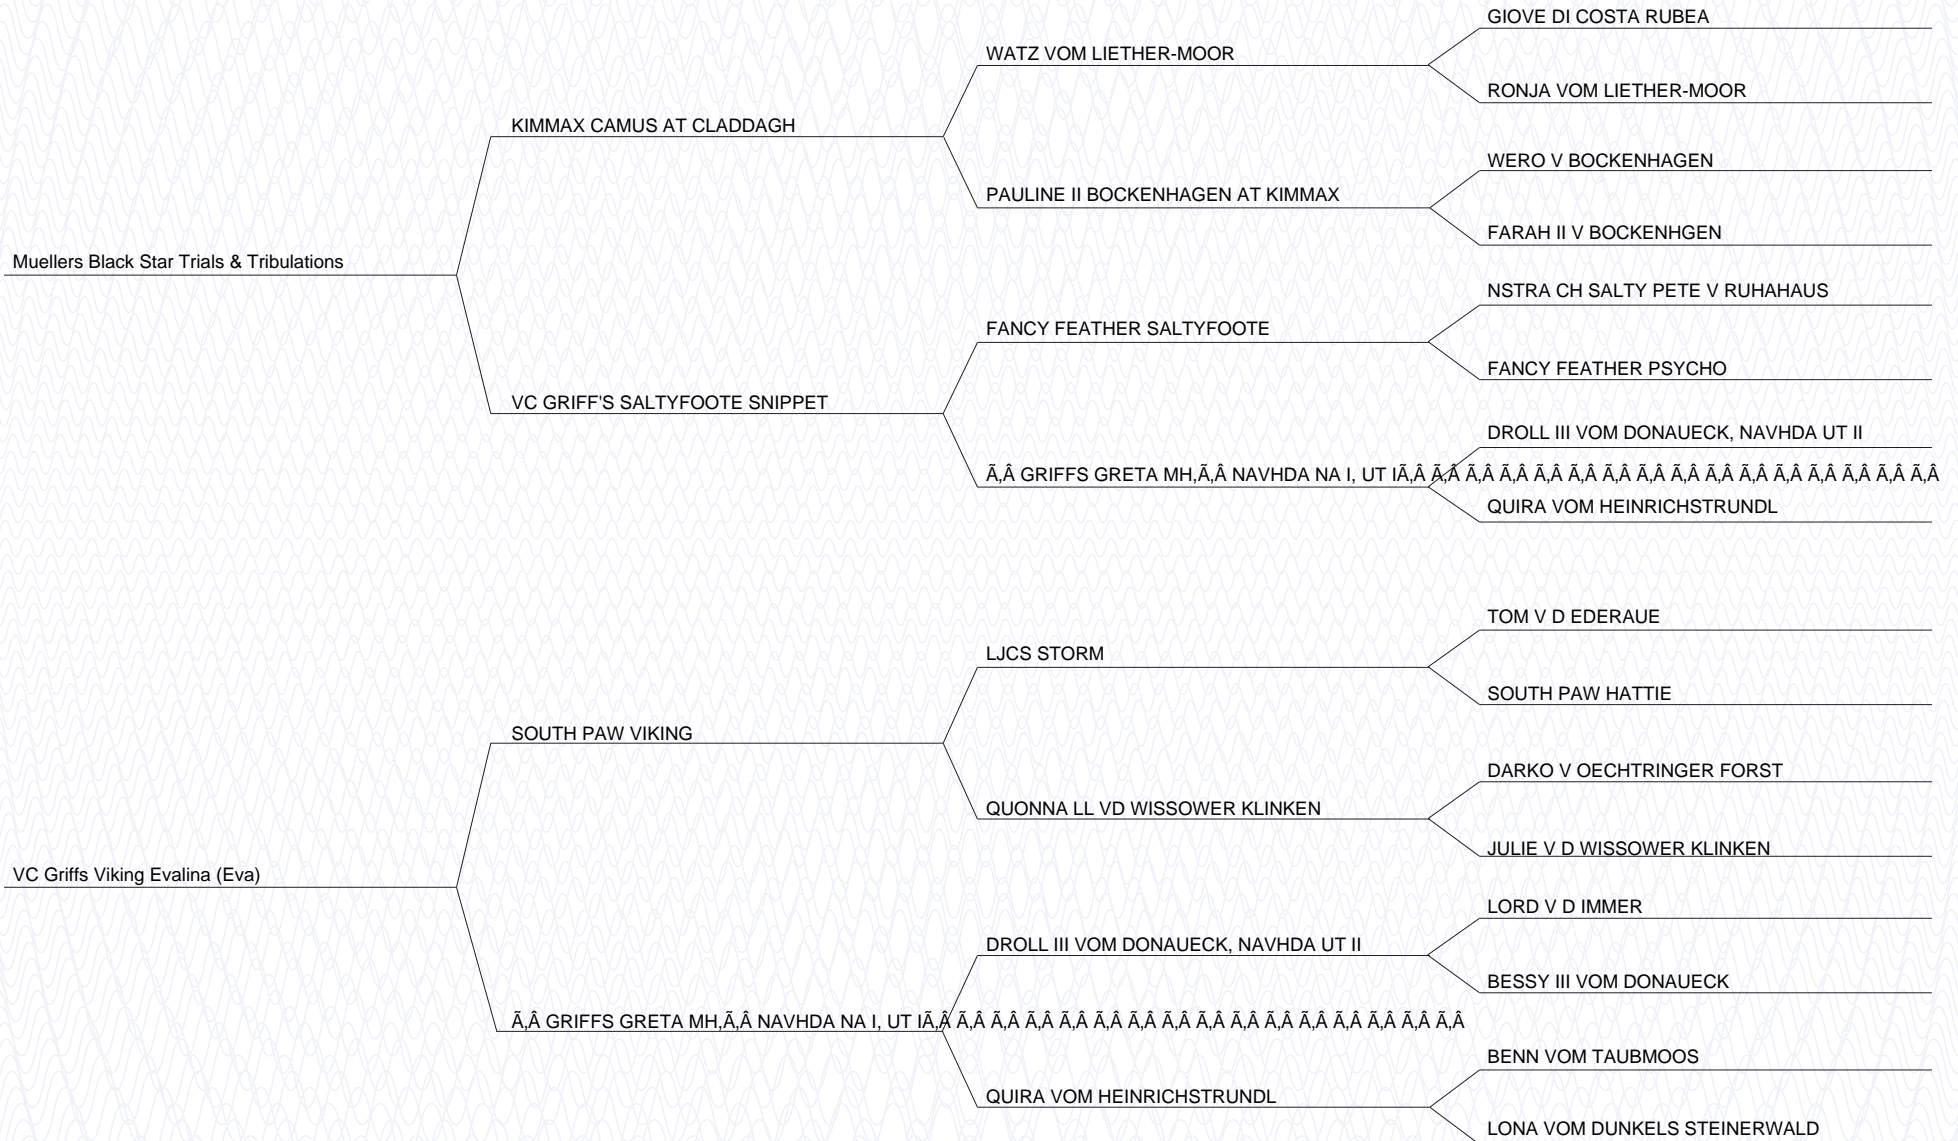 GIOVE DI COSTA RUBEA
WATZ VOM LIETHER-MOOR
RONJA VOM LIETHER-MOOR
KIMMAX CAMUS AT CLADDAGH
WERO V BOCKENHAGEN
PAULINE II BOCKENHAGEN AT KIMMAX
FARAH II V BOCKENHGEN
Muellers Black Star Trials & Tribulations
NSTRA CH SALTY PETE V RUHAHAUS
FANCY FEATHER SALTYFOOTE
FANCY FEATHER PSYCHO
VC GRIFF'S SALTYFOOTE SNIPPET
DROLL III VOM DONAUECK, NAVHDA UT II
Ã,Â GRIFFS GRETA MH,Ã,Â NAVHDA NA I, UT IÃ,Â Ã,Â Ã,Â Ã,Â Ã,Â Ã,Â Ã,Â Ã,Â Ã,Â Ã,Â Ã,Â Ã,Â Ã,Â Ã,Â Ã,Â Ã,Â
QUIRA VOM HEINRICHSTRUNDL
TOM V D EDERAUE
LJCS STORM
SOUTH PAW HATTIE
SOUTH PAW VIKING
DARKO V OECHTRINGER FORST
QUONNA LL VD WISSOWER KLINKEN
JULIE V D WISSOWER KLINKEN
VC Griffs Viking Evalina (Eva)
LORD V D IMMER
DROLL III VOM DONAUECK, NAVHDA UT II
BESSY III VOM DONAUECK
Ã,Â GRIFFS GRETA MH,Ã,Â NAVHDA NA I, UT IÃ,Â Ã,Â Ã,Â Ã,Â Ã,Â Ã,Â Ã,Â Ã,Â Ã,Â Ã,Â Ã,Â Ã,Â Ã,Â Ã,Â Ã,Â Ã,Â
BENN VOM TAUBMOOS
QUIRA VOM HEINRICHSTRUNDL
LONA VOM DUNKELS STEINERWALD